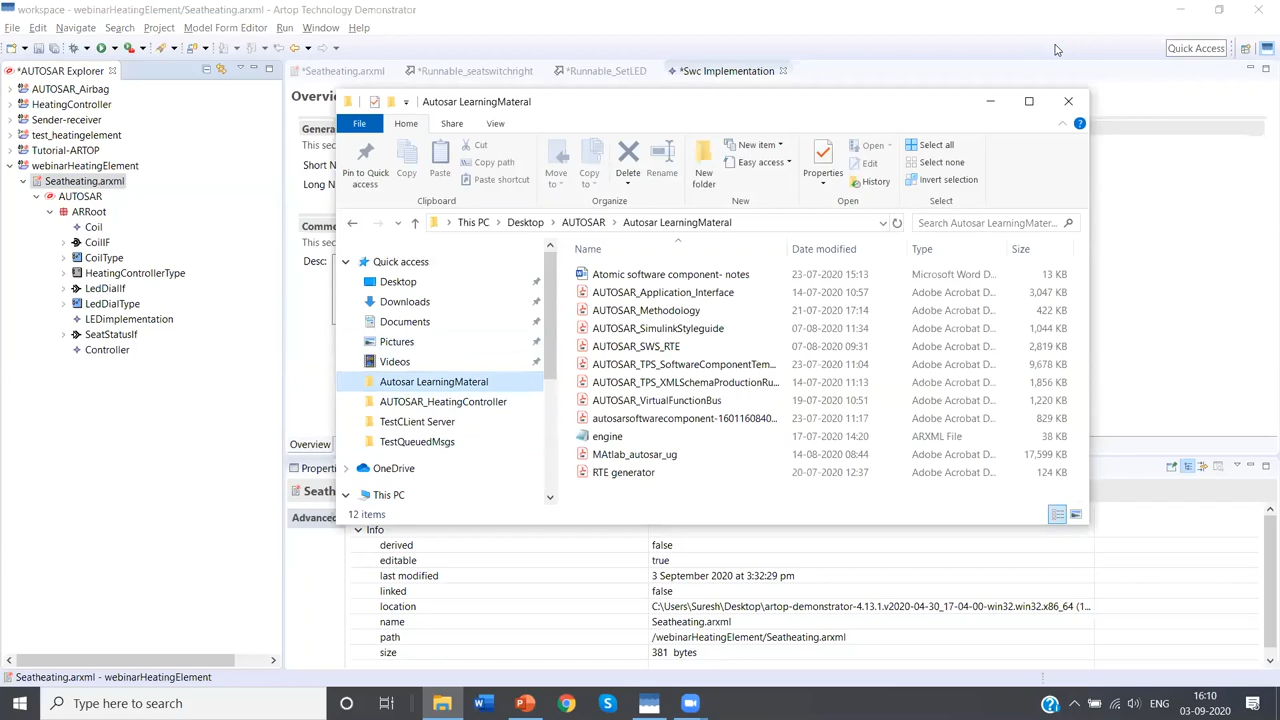 workspace - webinarHeatingElement/Seatheating.arxml - Artop Technology Demonstrator
File Edit Navigate Search Project Model Form Editor Run Window Help
Quick Access
*AUTOSAR Explorer
AUTOSAR_Airbag
HeatingController
Sender-receiver
test_heatingelement
Tutorial-ARTOP
webinarHeatingElement
Seatheating.arxml
AUTOSAR
ARRoot
Coil
CoilIF
CoilType
HeatingControllerType
LedDialIf
LedDialType
LEDimplementation
SeatStatusIf
Controller
*Seatheating.arxml *Runnable_seatswitchright *Runnable_SetLED *Swc Implementation
Overvie
Genera
This sec
Short N
Long N
Comme
This sec
Desc:
Overview
Autosar LearningMateral
File Home Share View
Pin to Quick access
Copy
Paste
Cut
Copy path
Paste shortcut
Clipboard
Move to
Copy to
Delete
Rename
Organize
New folder
New item
Easy access
New
Properties
Open
Edit
History
Open
Select all
Select none
Invert selection
Select
This PC > Desktop > AUTOSAR > Autosar LearningMateral
Search Autosar LearningMater...
Quick access
Desktop
Downloads
Documents
Pictures
Videos
Autosar LearningMateral
AUTOSAR_HeatingController
TestCLient Server
TestQueuedMsgs
OneDrive
This PC
Name Date modified Type Size
Atomic software component- notes 23-07-2020 15:13 Microsoft Word D... 13 KB
AUTOSAR_Application_Interface 14-07-2020 10:57 Adobe Acrobat D... 3,047 KB
AUTOSAR_Methodology 21-07-2020 17:14 Adobe Acrobat D... 422 KB
AUTOSAR_SimulinkStyleguide 07-08-2020 11:34 Adobe Acrobat D... 1,044 KB
AUTOSAR_SWS_RTE 07-08-2020 09:31 Adobe Acrobat D... 2,819 KB
AUTOSAR_TPS_SoftwareComponentTem... 23-07-2020 11:04 Adobe Acrobat D... 9,678 KB
AUTOSAR_TPS_XMLSchemaProductionRu... 14-07-2020 11:13 Adobe Acrobat D... 1,856 KB
AUTOSAR_VirtualFunctionBus 19-07-2020 10:51 Adobe Acrobat D... 1,220 KB
autosarsoftwarecomponent-1601160840... 23-07-2020 11:17 Adobe Acrobat D... 829 KB
engine 17-07-2020 14:20 ARXML File 38 KB
MAtlab_autosar_ug 14-08-2020 08:44 Adobe Acrobat D... 17,599 KB
RTE generator 20-07-2020 12:37 Adobe Acrobat D... 124 KB
12 items
Properti
Seath
Advanced
Info
derived false
editable true
last modified 3 September 2020 at 3:32:29 pm
linked false
location C:\Users\Suresh\Desktop\artop-demonstrator-4.13.1.v2020-04-30_17-04-00-win32.win32.x86_64 (1...
name Seatheating.arxml
path /webinarHeatingElement/Seatheating.arxml
size 381 bytes
Seatheating.arxml - webinarHeatingElement
Type here to search
ENG
16:10
03-09-2020